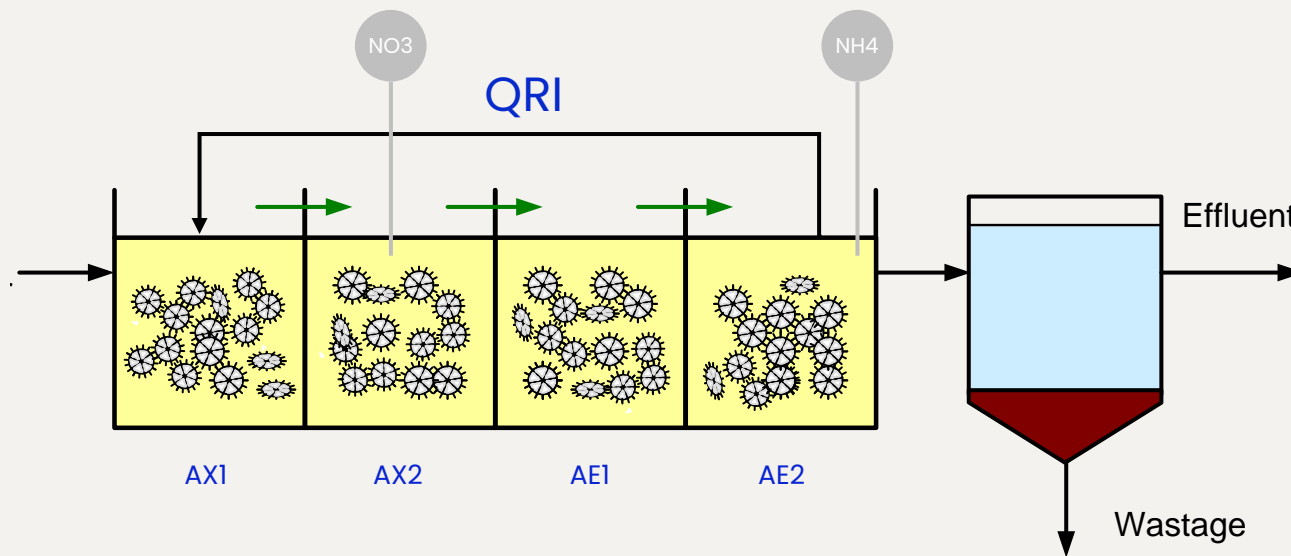 NO3
NH4
QRI
Effluent
AX1
AX2
AE1
AE2
Wastage